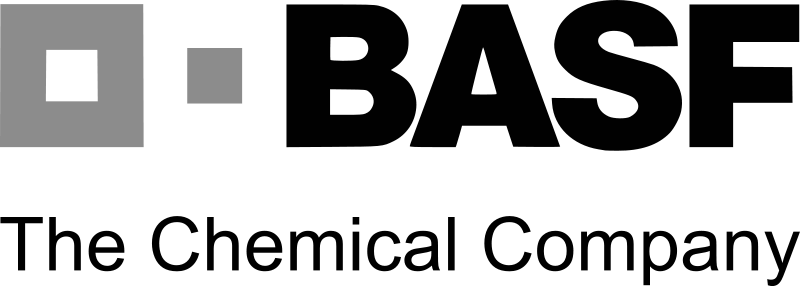 BASF
The Chemical Company